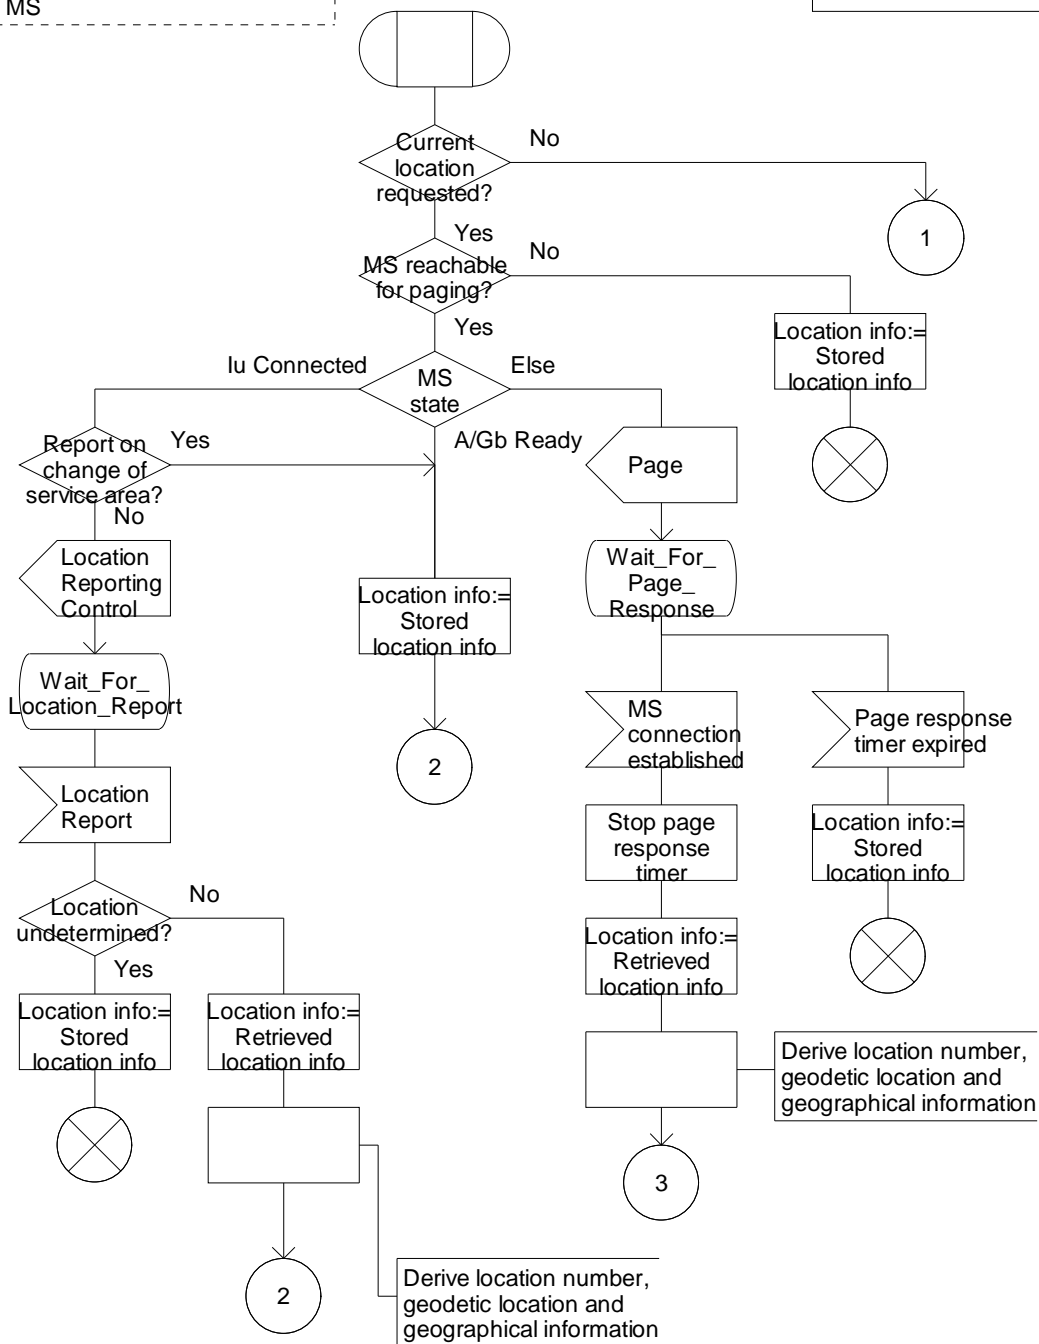 MS
Current
location
requested?
No
1
Yes
MS reachable
for paging?
No
Yes
Location info:=
Stored
location info
Iu Connected
MS
state
Else
A/Gb Ready
Report on
change of
service area?
Yes
No
Page
Location
Reporting
Control
Location info:=
Stored
location info
Wait_For_
Page_
Response
Wait_For_
Location_Report
2
MS
connection
established
Page response
timer expired
Location
Report
Stop page
response
timer
Location info:=
Stored
location info
Location
undetermined?
No
Yes
Location info:=
Retrieved
location info
Location info:=
Stored
location info
Location info:=
Retrieved
location info
Derive location number,
geodetic location and
geographical information
3
2
Derive location number,
geodetic location and
geographical information